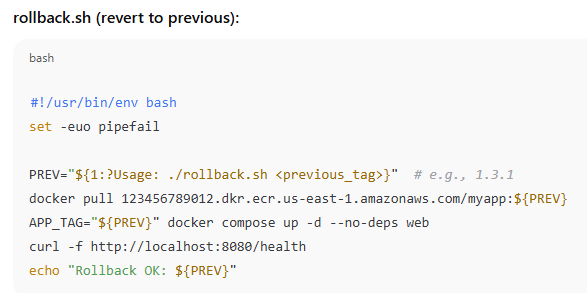 rollback.sh (revert to previous):
bash
#!/usr/bin/env bash
set -euo pipefail
PREV="${1:?Usage: ./rollback.sh <previous_tag>}"  # e.g., 1.3.1
docker pull 123456789012.dkr.ecr.us-east-1.amazonaws.com/myapp:${PREV}
APP_TAG="${PREV}" docker compose up -d --no-deps web
curl -f http://localhost:8080/health
echo "Rollback OK: ${PREV}"